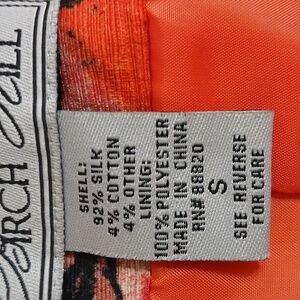 SHELL:
92% SILK
4% COTTON
4% OTHER
LINING:
100% POLYESTER
MADE IN CHINA
RN# 88820
S
SEE REVERSE
FOR CARE